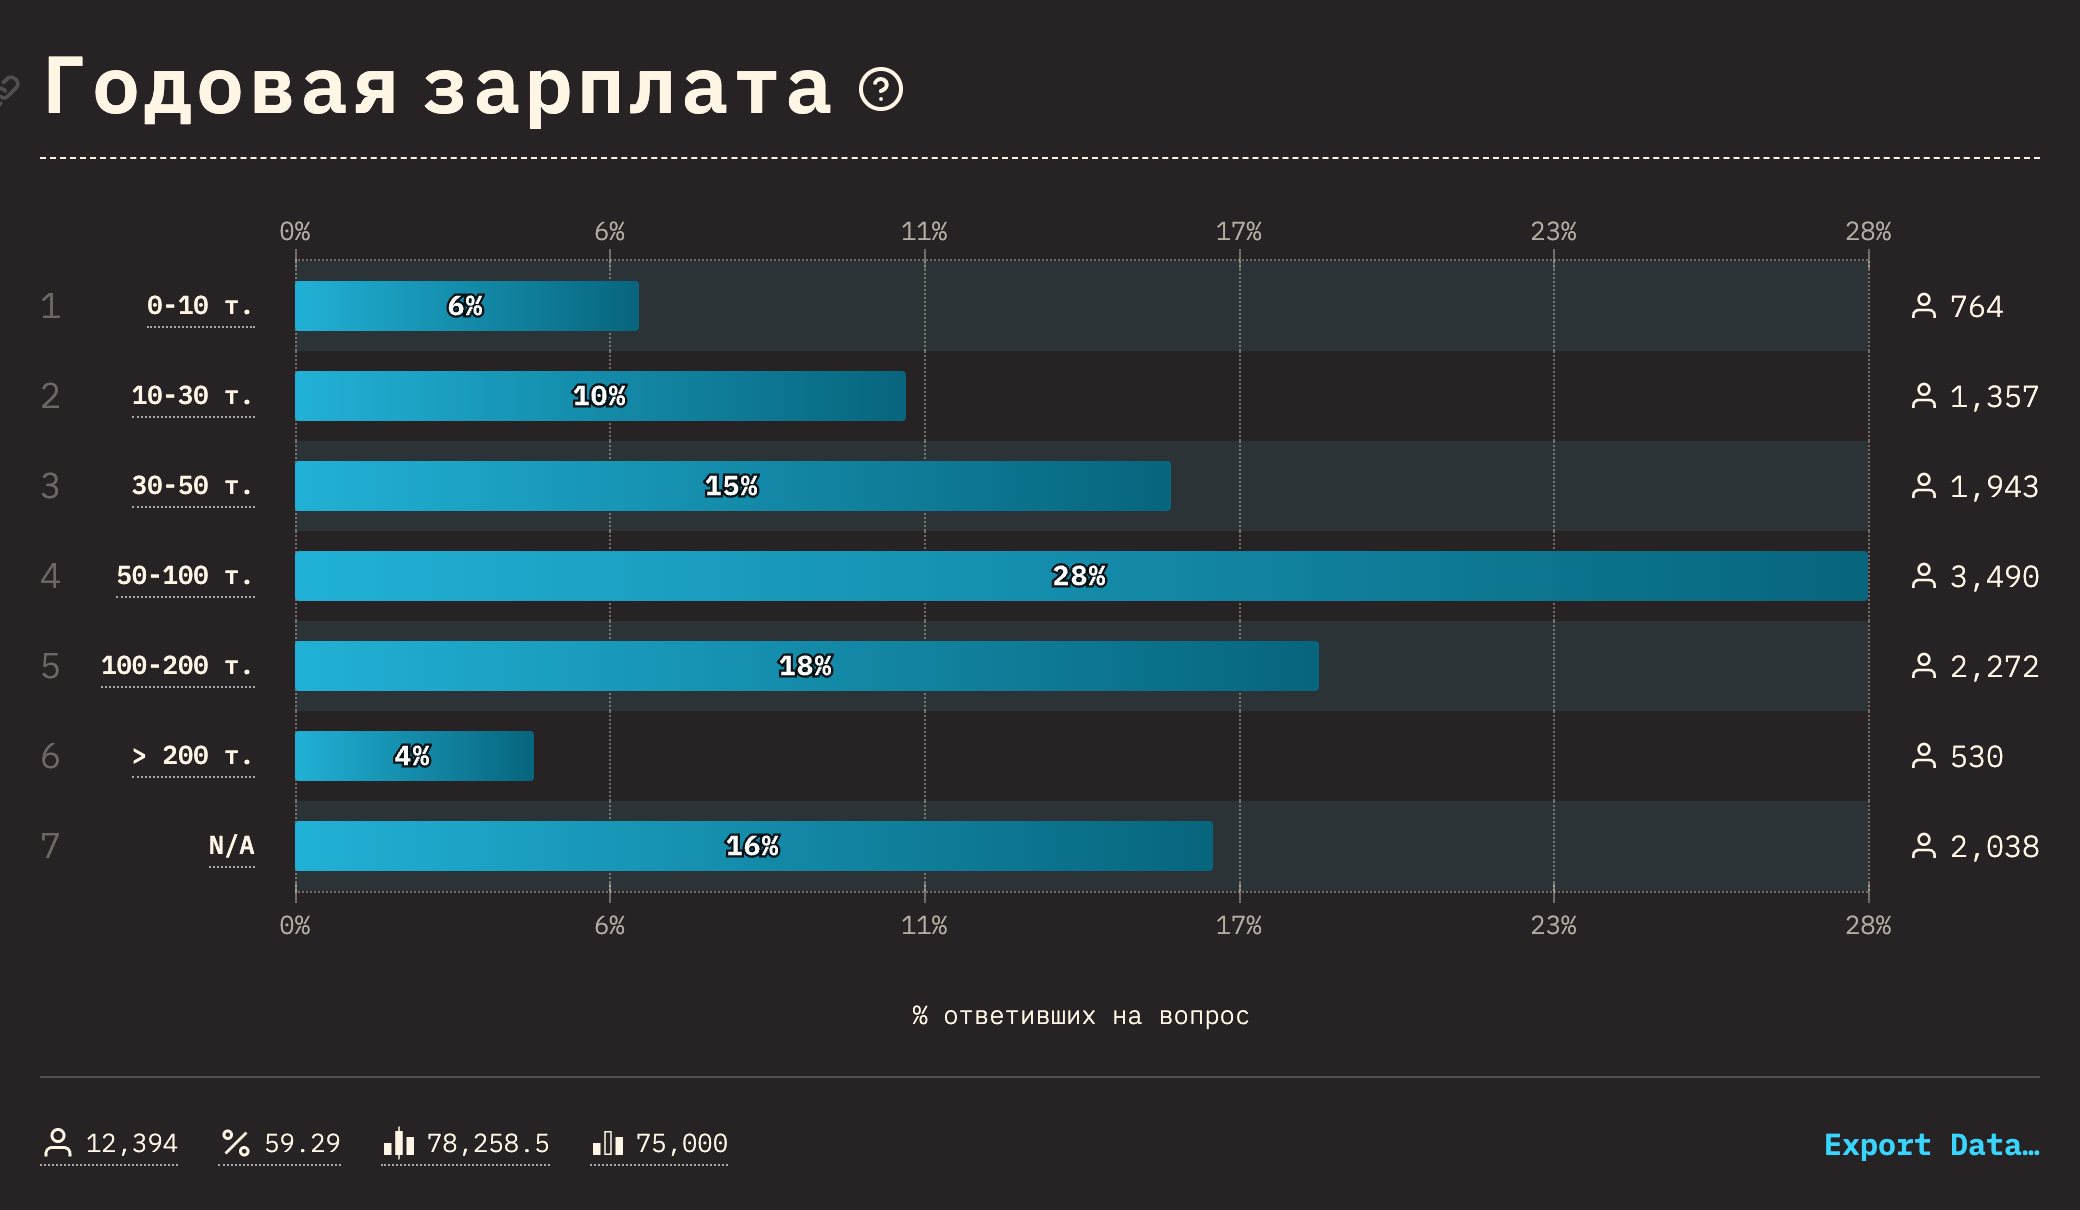 Годовая зарплата
0% 6% 11% 17% 23% 28%
1 0-10 т. 6% 764
2 10-30 т. 10% 1,357
3 30-50 т. 15% 1,943
4 50-100 т. 28% 3,490
5 100-200 т. 18% 2,272
6 > 200 т. 4% 530
7 N/A 16% 2,038
0% 6% 11% 17% 23% 28%
% ответивших на вопрос
12,394 % 59.29 78,258.5 75,000 Export Data…